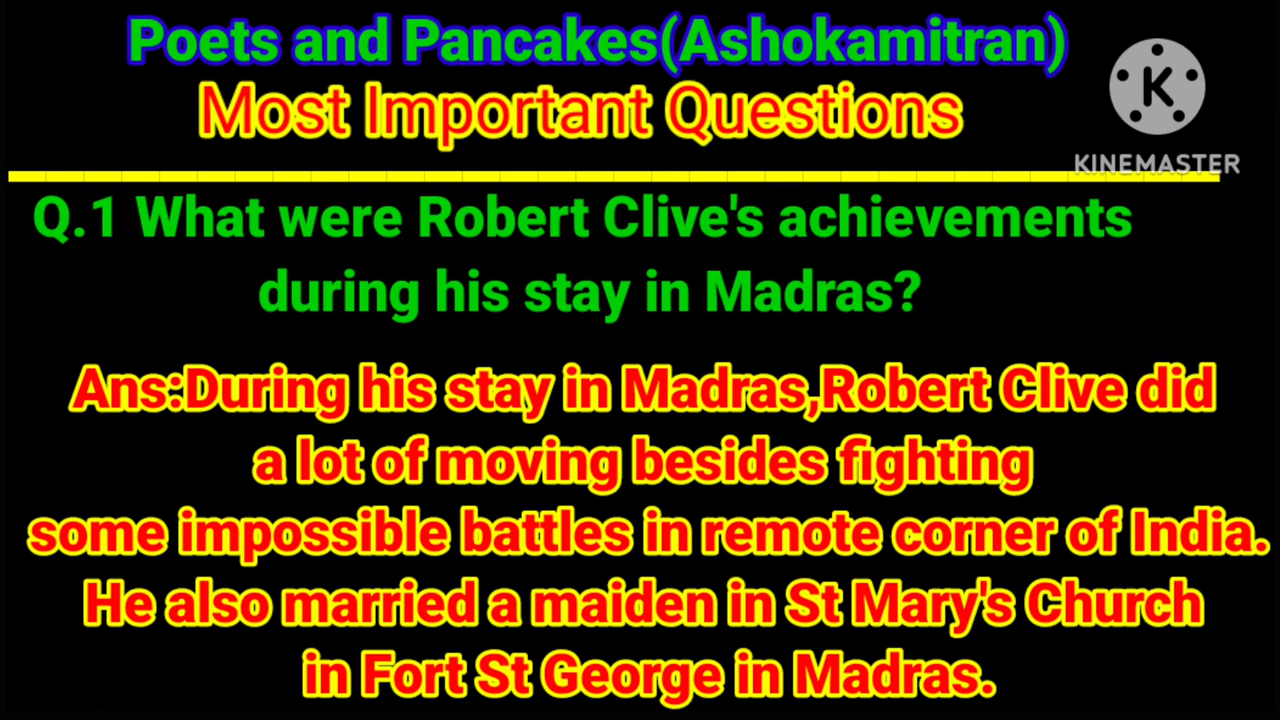 Poets and Pancakes(Ashokamitran)
Most Important Questions
K
KINEMASTER
Q.1 What were Robert Clive's achievements
during his stay in Madras?
Ans:During his stay in Madras,Robert Clive did
a lot of moving besides fighting
some impossible battles in remote corner of India.
He also married a maiden in St Mary's Church
in Fort St George in Madras.